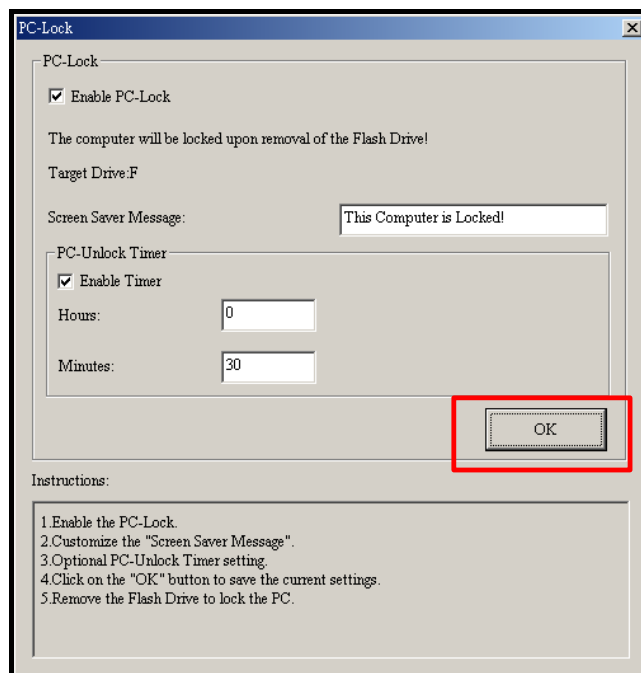 PC-Lock
PC-Lock
Enable PC-Lock
The computer will be locked upon removal of the Flash Drive!
Target Drive:F
Screen Saver Message: This Computer is Locked!
PC-Unlock Timer
Enable Timer
Hours: 0
Minutes: 30
OK
Instructions:
1.Enable the PC-Lock.
2.Customize the "Screen Saver Message".
3.Optional PC-Unlock Timer setting.
4.Click on the "OK" button to save the current settings.
5.Remove the Flash Drive to lock the PC.